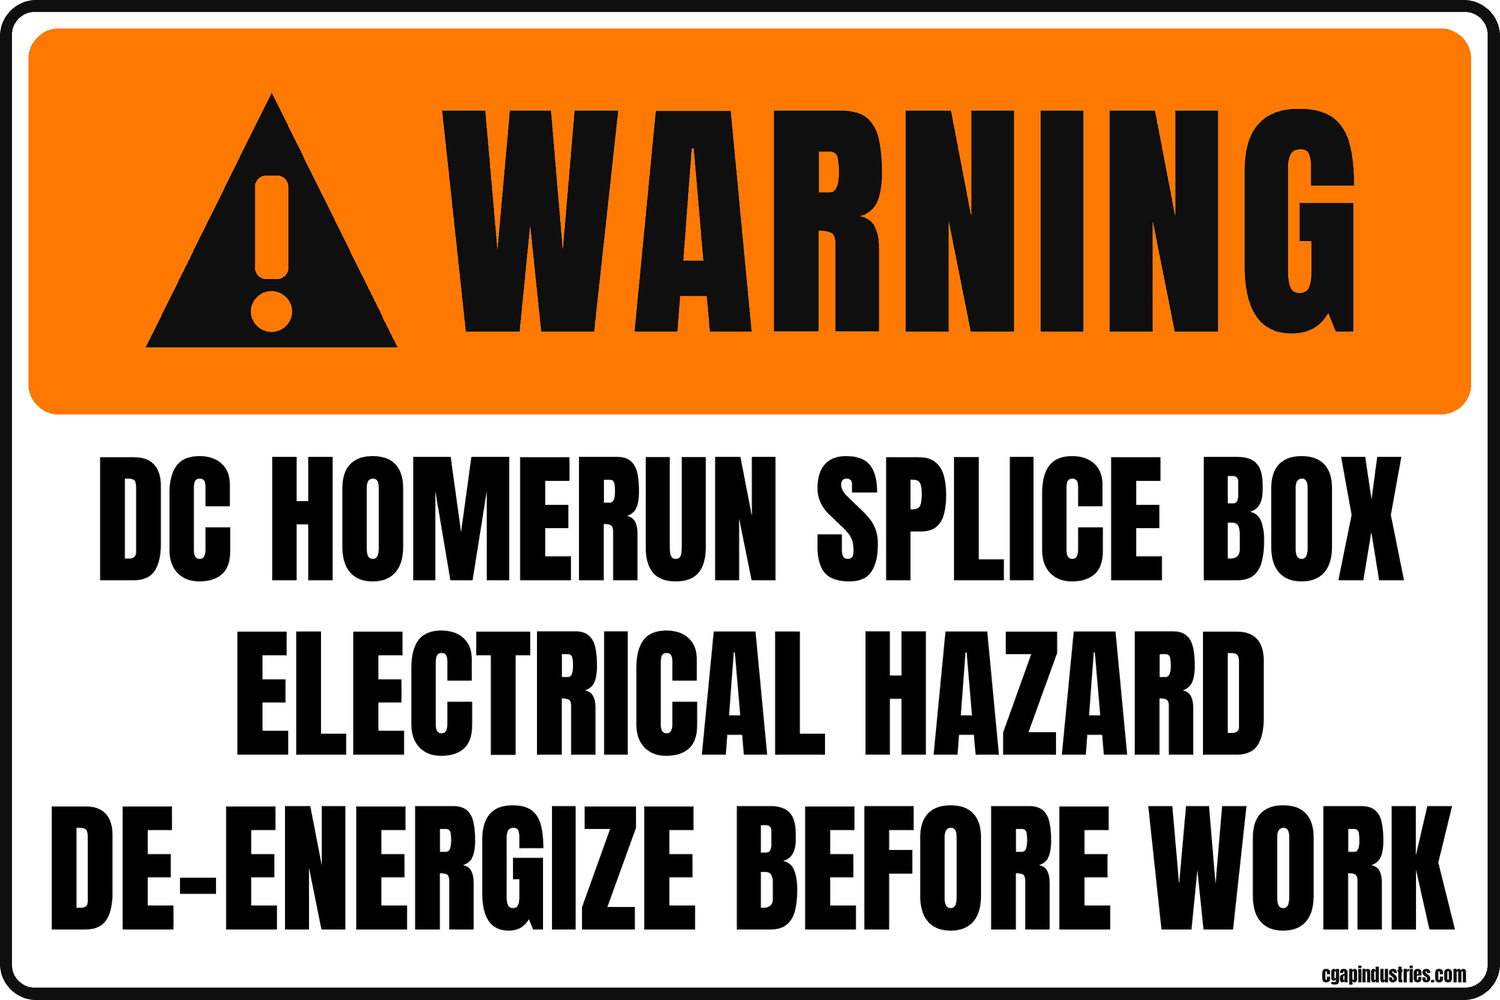 WARNING
DC HOMERUN SPLICE BOX
ELECTRICAL HAZARD
DE-ENERGIZE BEFORE WORK
cgapindustries.com